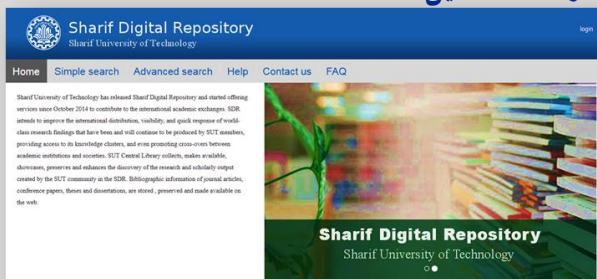 Sharif Digital Repository
Sharif University of Technology
login
Home Simple search Advanced search Help Contact us FAQ
Sharif University of Technology has released Sharif Digital Repository and started offering
services since October 2014 to contribute to the international academic exchanges. SDR
intends to improve the international distribution, visibility, and quick response of world-
class research findings that have been and will continue to be produced by SUT members,
providing access to its knowledge clusters, and even promoting cross-overs between
academic institutions and societies. SUT Central Library collects, makes available,
showcases, preserves and enhances the discovery of the research and scholarly output
created by the SUT community in the SDR. Bibliographic information of journal articles,
conference papers, theses and dissertations, are stored , preserved and made available on
the web.
Sharif Digital Repository
Sharif University of Technology